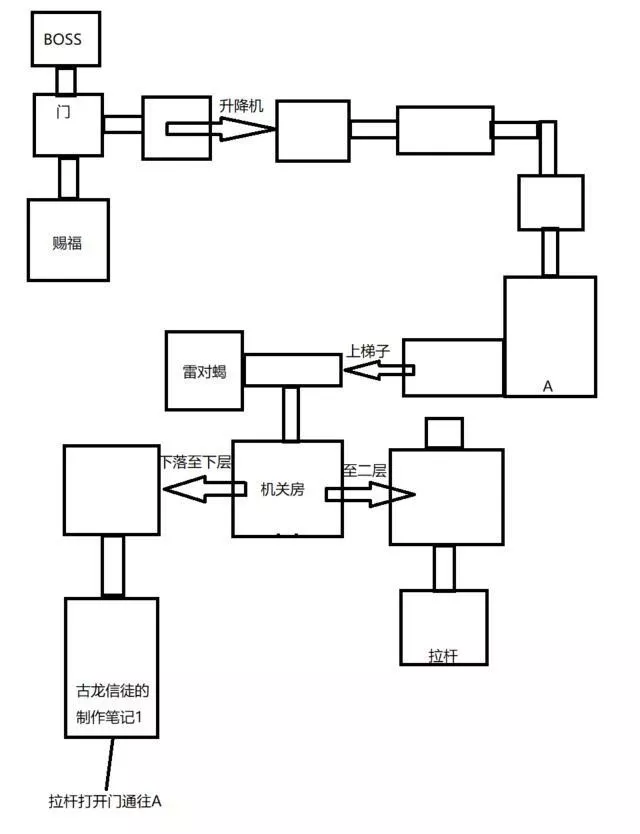 BOSS
门
升降机
赐福
上梯子
雷对蝎
A
下落至下层
机关房
至二层
拉杆
古龙信徒的
制作笔记1
拉杆打开门通往A